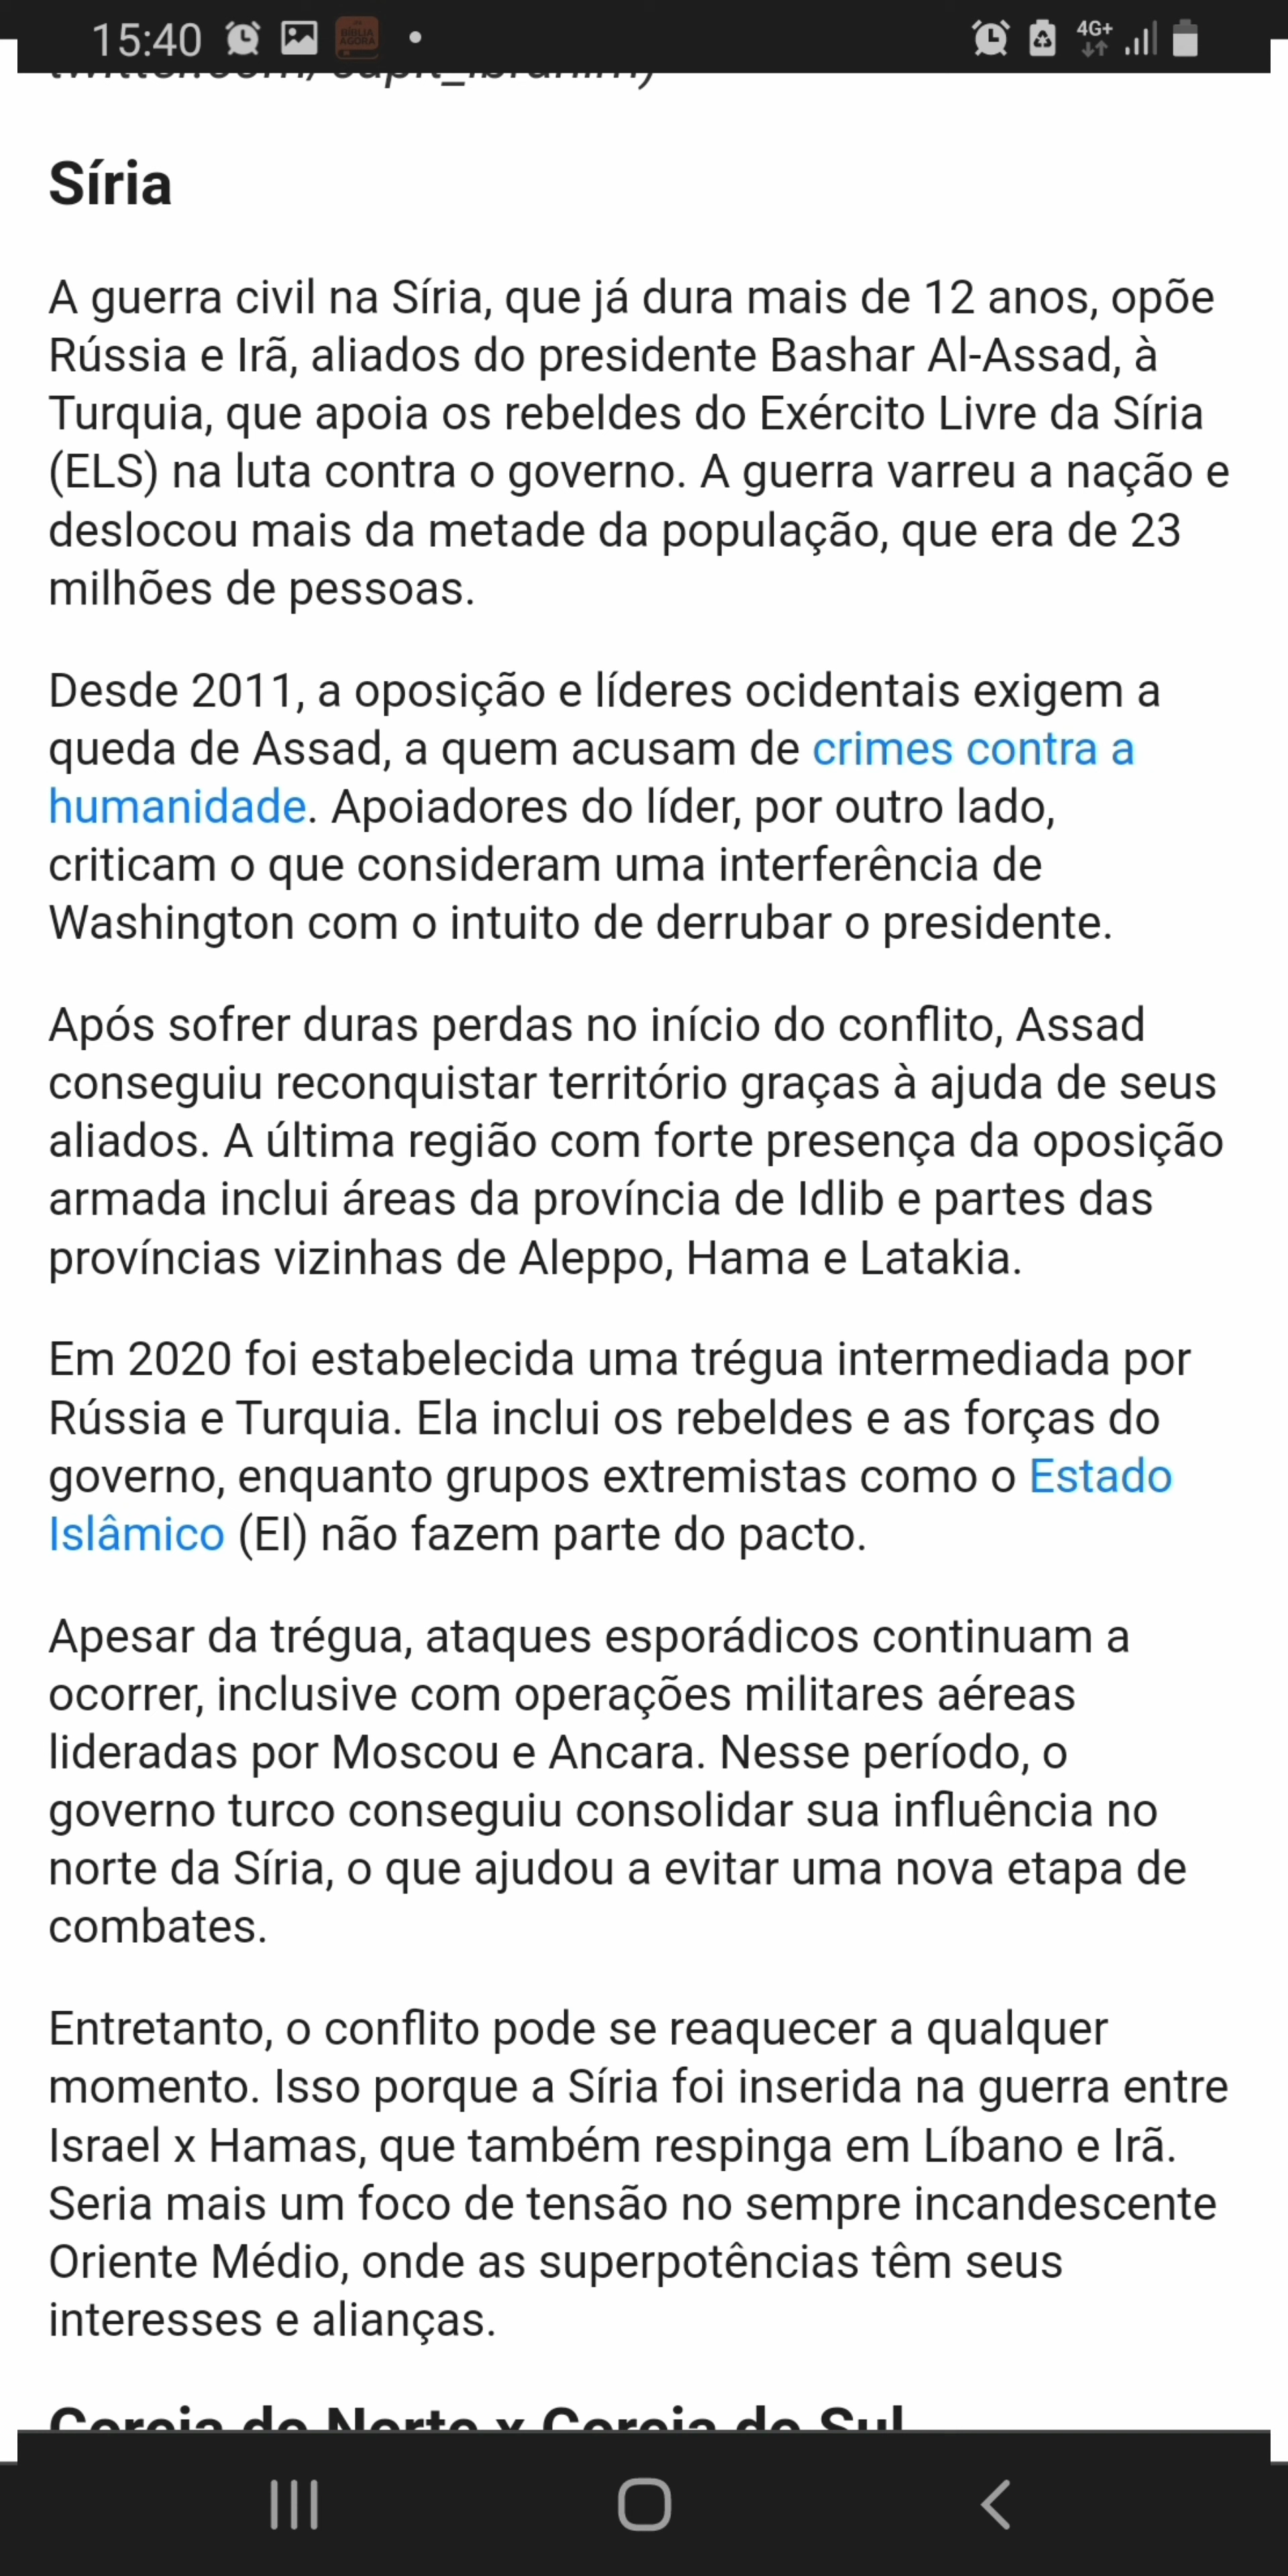 15:40
BÍBLIA
AGORA
4G+
Síria
A guerra civil na Síria, que já dura mais de 12 anos, opõe
Rússia e Irã, aliados do presidente Bashar Al-Assad, à
Turquia, que apoia os rebeldes do Exército Livre da Síria
(ELS) na luta contra o governo. A guerra varreu a nação e
deslocou mais da metade da população, que era de 23
milhões de pessoas.
Desde 2011, a oposição e líderes ocidentais exigem a
queda de Assad, a quem acusam de crimes contra a
humanidade. Apoiadores do líder, por outro lado,
criticam o que consideram uma interferência de
Washington com o intuito de derrubar o presidente.
Após sofrer duras perdas no início do conflito, Assad
conseguiu reconquistar território graças à ajuda de seus
aliados. A última região com forte presença da oposição
armada inclui áreas da província de Idlib e partes das
províncias vizinhas de Aleppo, Hama e Latakia.
Em 2020 foi estabelecida uma trégua intermediada por
Rússia e Turquia. Ela inclui os rebeldes e as forças do
governo, enquanto grupos extremistas como o Estado
Islâmico (EI) não fazem parte do pacto.
Apesar da trégua, ataques esporádicos continuam a
ocorrer, inclusive com operações militares aéreas
lideradas por Moscou e Ancara. Nesse período, o
governo turco conseguiu consolidar sua influência no
norte da Síria, o que ajudou a evitar uma nova etapa de
combates.
Entretanto, o conflito pode se reaquecer a qualquer
momento. Isso porque a Síria foi inserida na guerra entre
Israel x Hamas, que também respinga em Líbano e Irã.
Seria mais um foco de tensão no sempre incandescente
Oriente Médio, onde as superpotências têm seus
interesses e alianças.
Coreia do Norte x Coreia do Sul